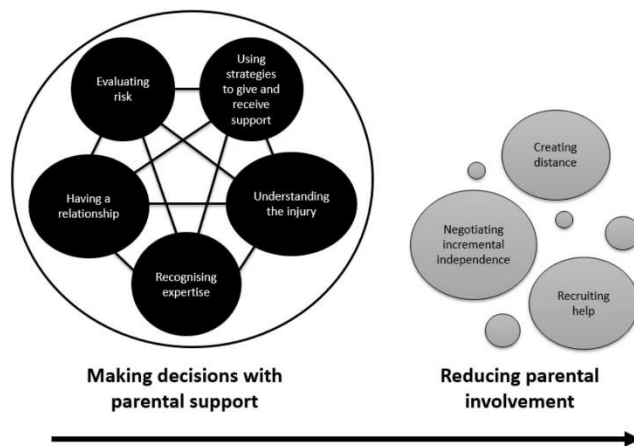 Evaluating
risk
Using
strategies
to give and
receive
support
Having a
relationship
Understanding
the injury
Recognising
expertise
Creating
distance
Negotiating
incremental
independence
Recruiting
help
Making decisions with
parental support
Reducing parental
involvement